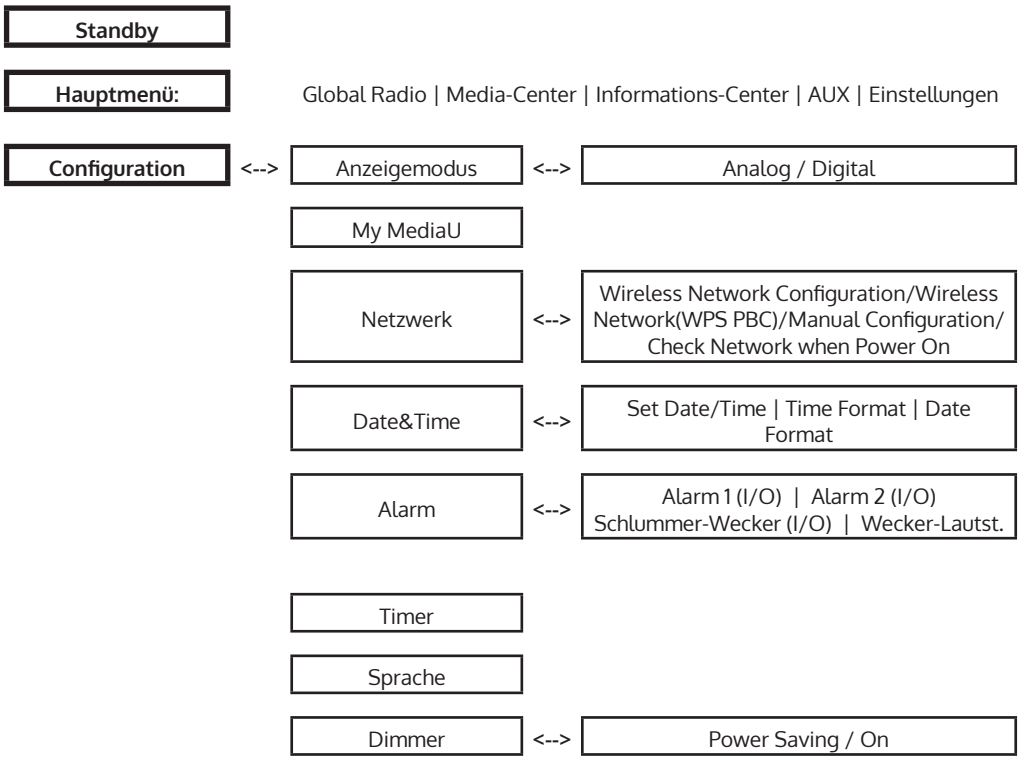 Standby
Hauptmenü: Global Radio | Media-Center | Informations-Center | AUX | Einstellungen
Configuration <--> Anzeigemodus <--> Analog / Digital
My MediaU
Netzwerk <--> Wireless Network Configuration/Wireless
Network(WPS PBC)/Manual Configuration/
Check Network when Power On
Date&Time <--> Set Date/Time | Time Format | Date
Format
Alarm <--> Alarm 1 (I/O) | Alarm 2 (I/O)
Schlummer-Wecker (I/O) | Wecker-Lautst.
Timer
Sprache
Dimmer <--> Power Saving / On